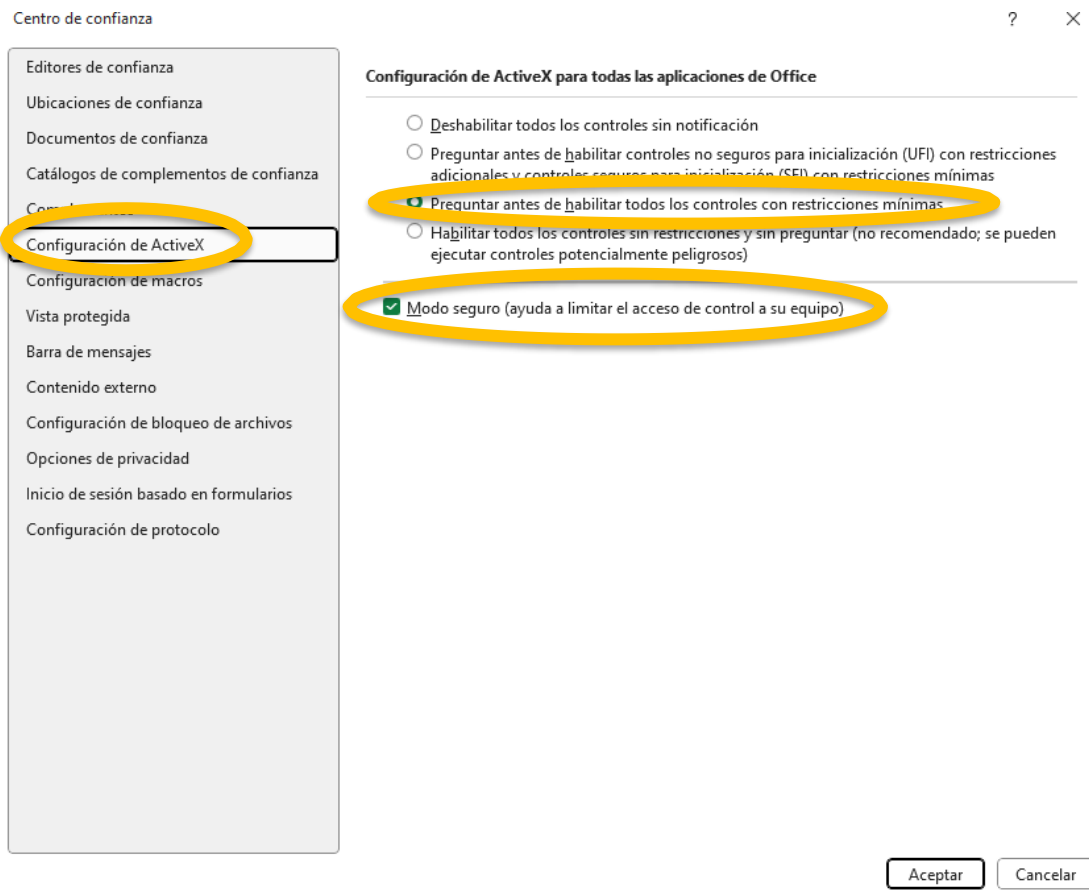 Centro de confianza
?
Editores de confianza
Ubicaciones de confianza
Documentos de confianza
Catálogos de complementos de confianza
Configuración de ActiveX
Configuración de macros
Vista protegida
Barra de mensajes
Contenido externo
Configuración de bloqueo de archivos
Opciones de privacidad
Inicio de sesión basado en formularios
Configuración de protocolo
Configuración de ActiveX para todas las aplicaciones de Office
Deshabilitar todos los controles sin notificación
Preguntar antes de habilitar controles no seguros para inicialización (UFI) con restricciones
adicionales y controles seguros para inicialización (SFI) con restricciones mínimas
Preguntar antes de habilitar todos los controles con restricciones mínimas
Habilitar todos los controles sin restricciones y sin preguntar (no recomendado; se pueden
ejecutar controles potencialmente peligrosos)
Modo seguro (ayuda a limitar el acceso de control a su equipo)
Aceptar
Cancelar